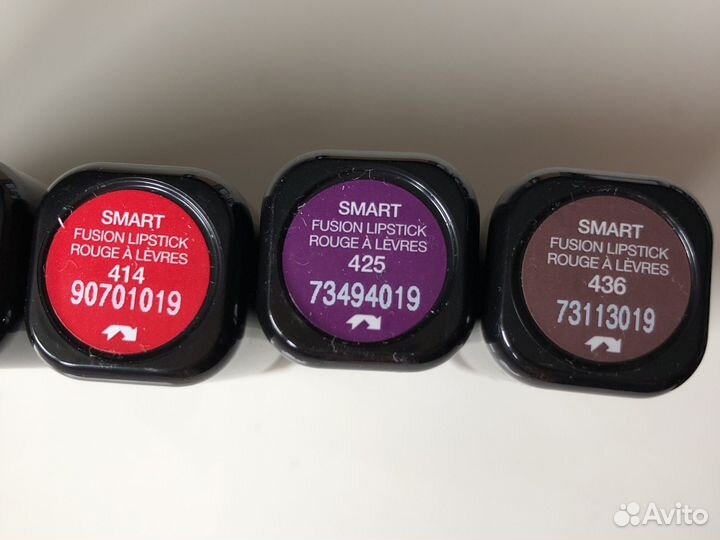 SMART
FUSION LIPSTICK
ROUGE À LÈVRES
414
90701019
SMART
FUSION LIPSTICK
ROUGE À LÈVRES
425
73494019
SMART
FUSION LIPSTICK
ROUGE À LÈVRES
436
73113019
Avito